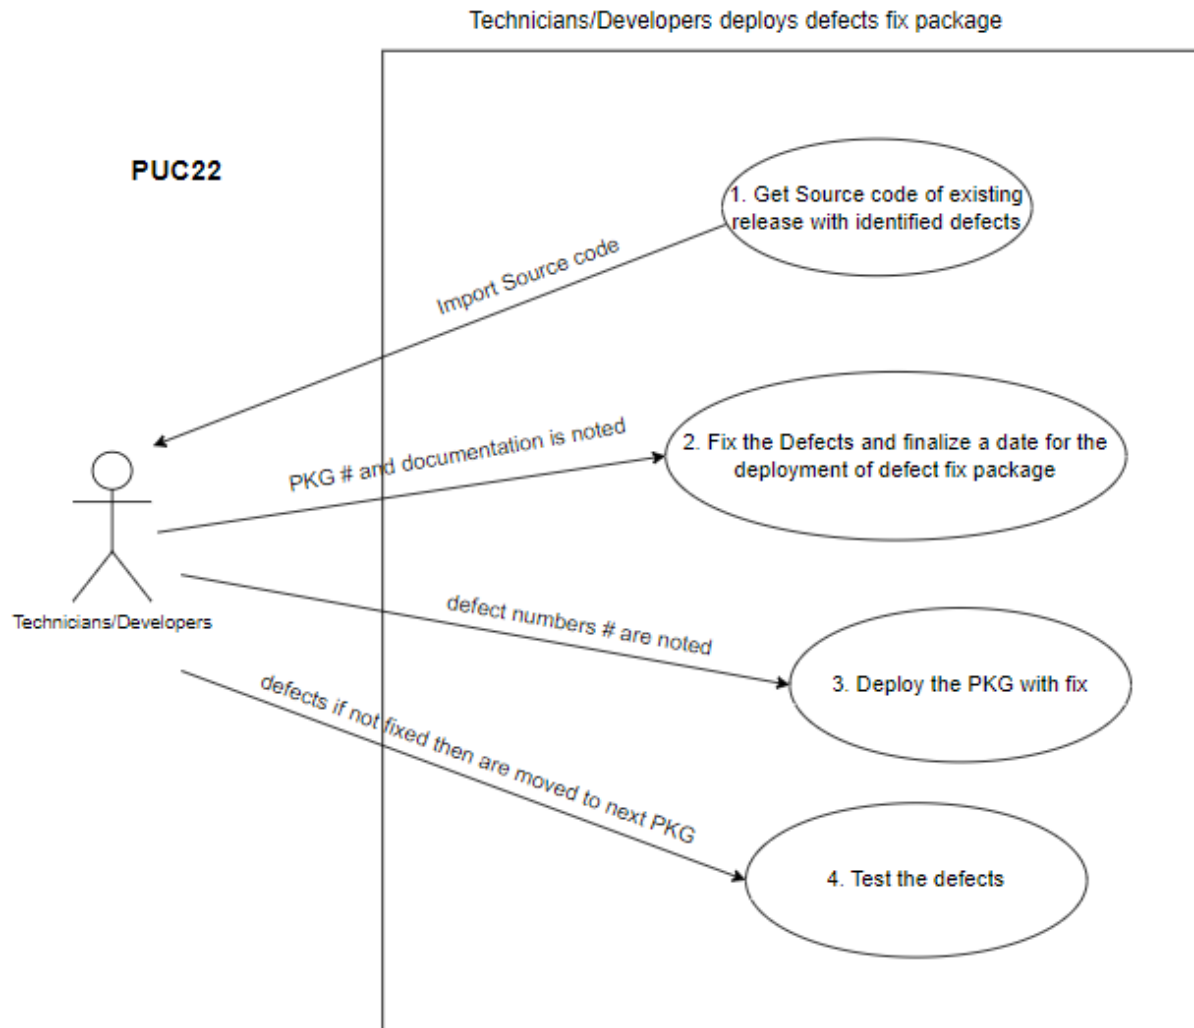 Technicians/Developers deploys defects fix package
PUC22
1. Get Source code of existing
release with identified defects
Import Source code
PKG # and documentation is noted
2. Fix the Defects and finalize a date for the
deployment of defect fix package
Technicians/Developers
defect numbers # are noted
3. Deploy the PKG with fix
defects if not fixed then are moved to next PKG
4. Test the defects